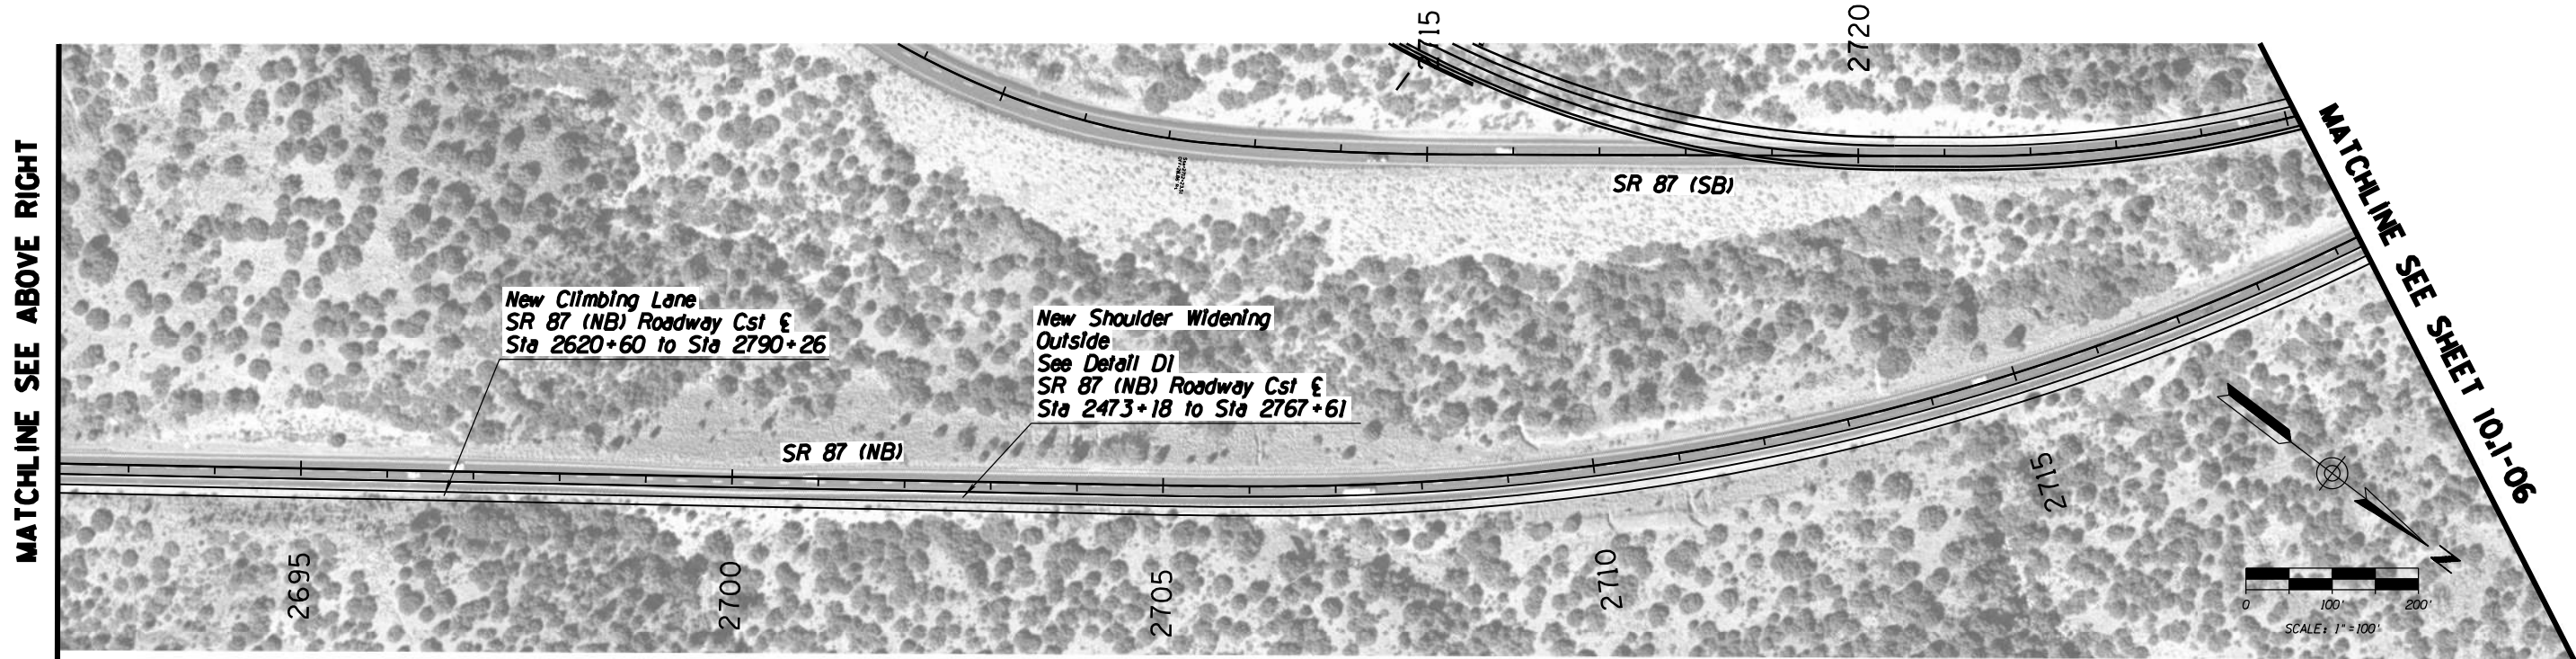 MATCHLINE SEE ABOVE RIGHT
2715
2720
SR 87 (SB)
MATCHLINE SEE SHEET 10.1-06
New Climbing Lane
SR 87 (NB) Roadway Cst ℄
Sta 2620+60 to Sta 2790+26
New Shoulder Widening
Outside
See Detail D1
SR 87 (NB) Roadway Cst ℄
Sta 2473+18 to Sta 2767+61
SR 87 (NB)
2695
2700
2705
2710
2715
N
0 100' 200'
SCALE: 1"=100'